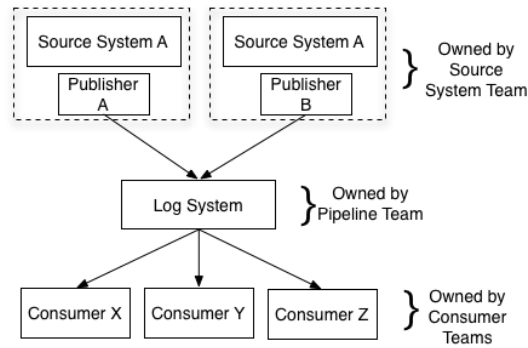 Source System A
Source System A
Owned by
Source
System Team
Publisher
A
Publisher
B
Log System
Owned by
Pipeline Team
Consumer X
Consumer Y
Consumer Z
Owned by
Consumer
Teams